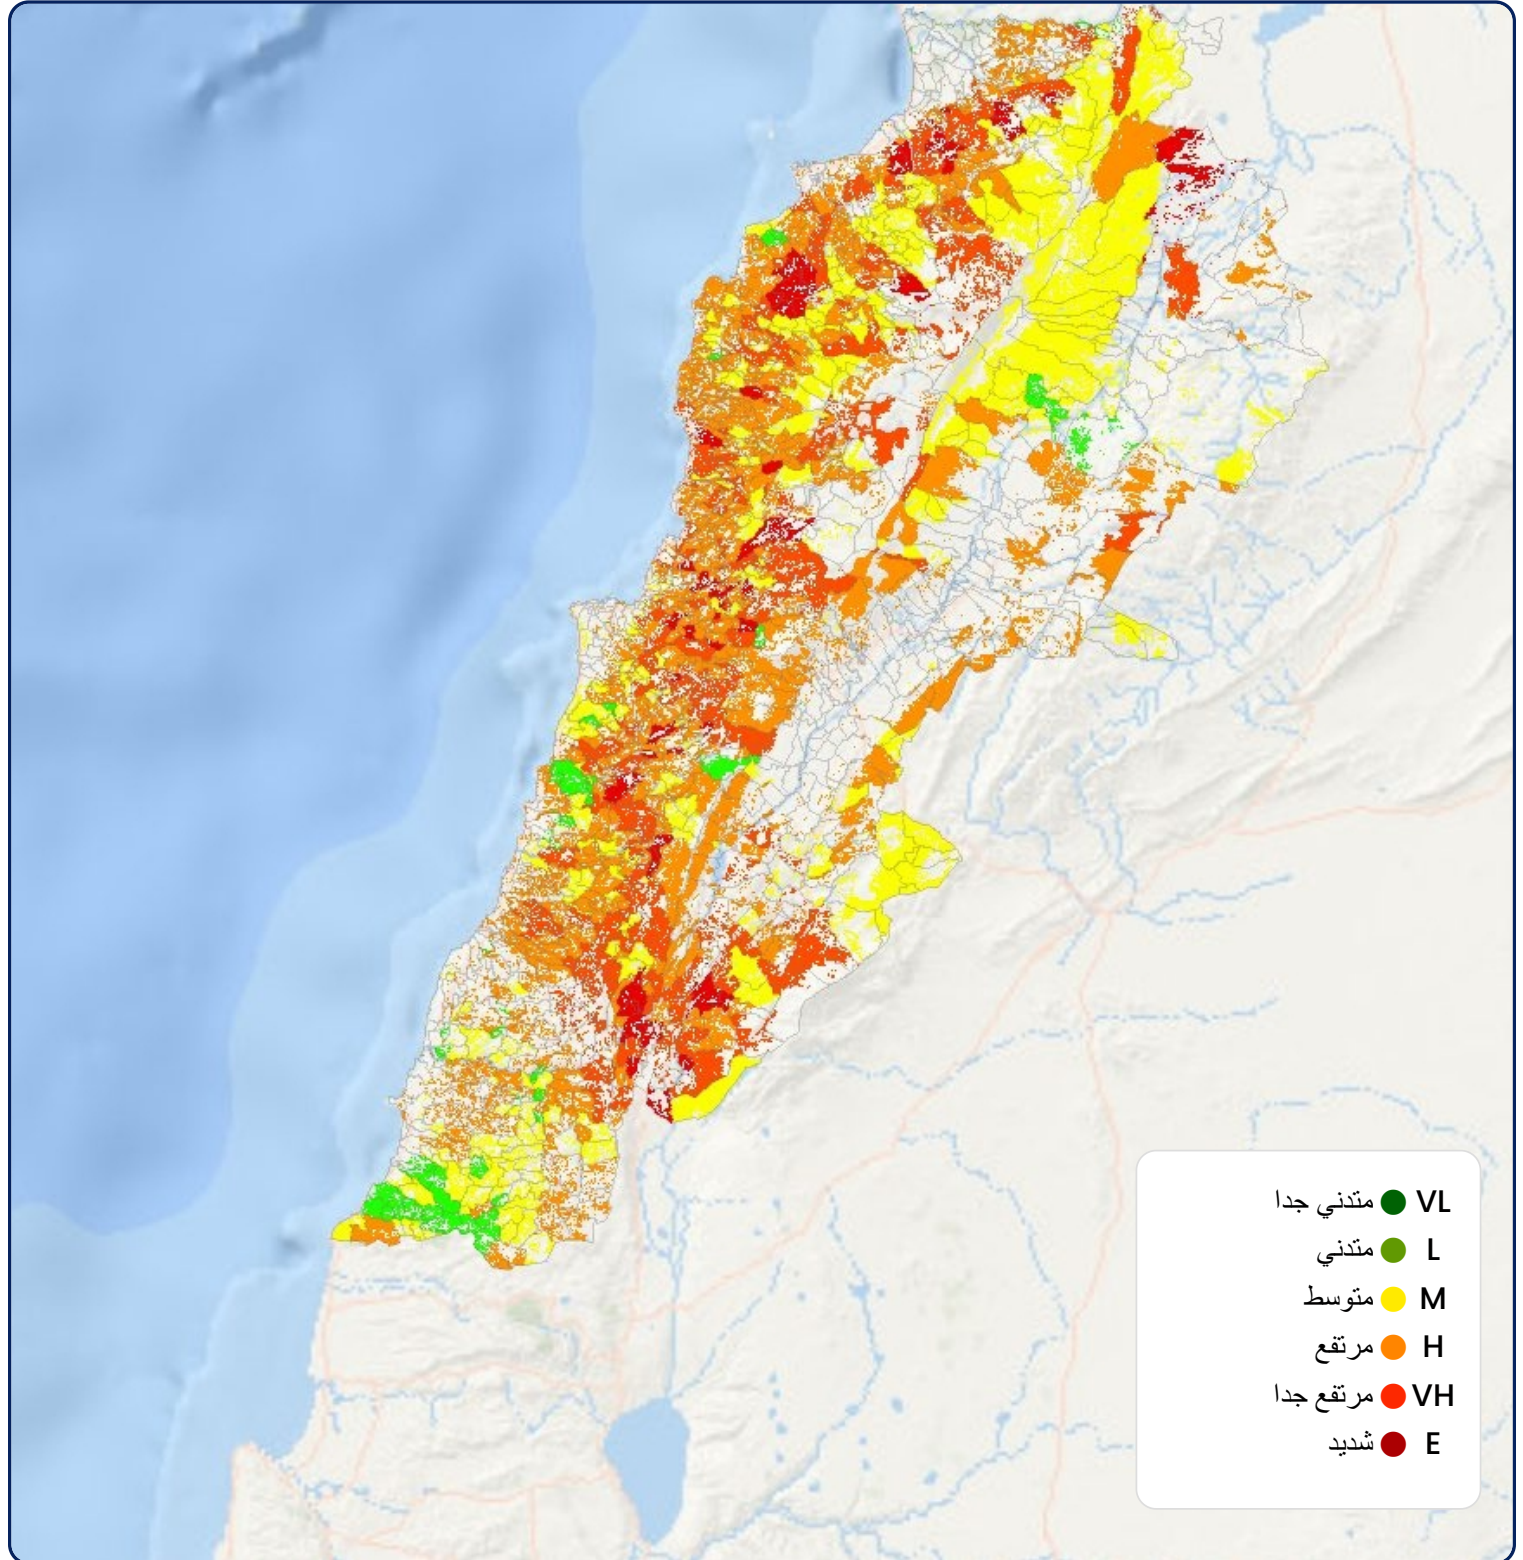 VL متدني جدا
L متدني
M متوسط
H مرتفع
VH مرتفع جدا
E شديد